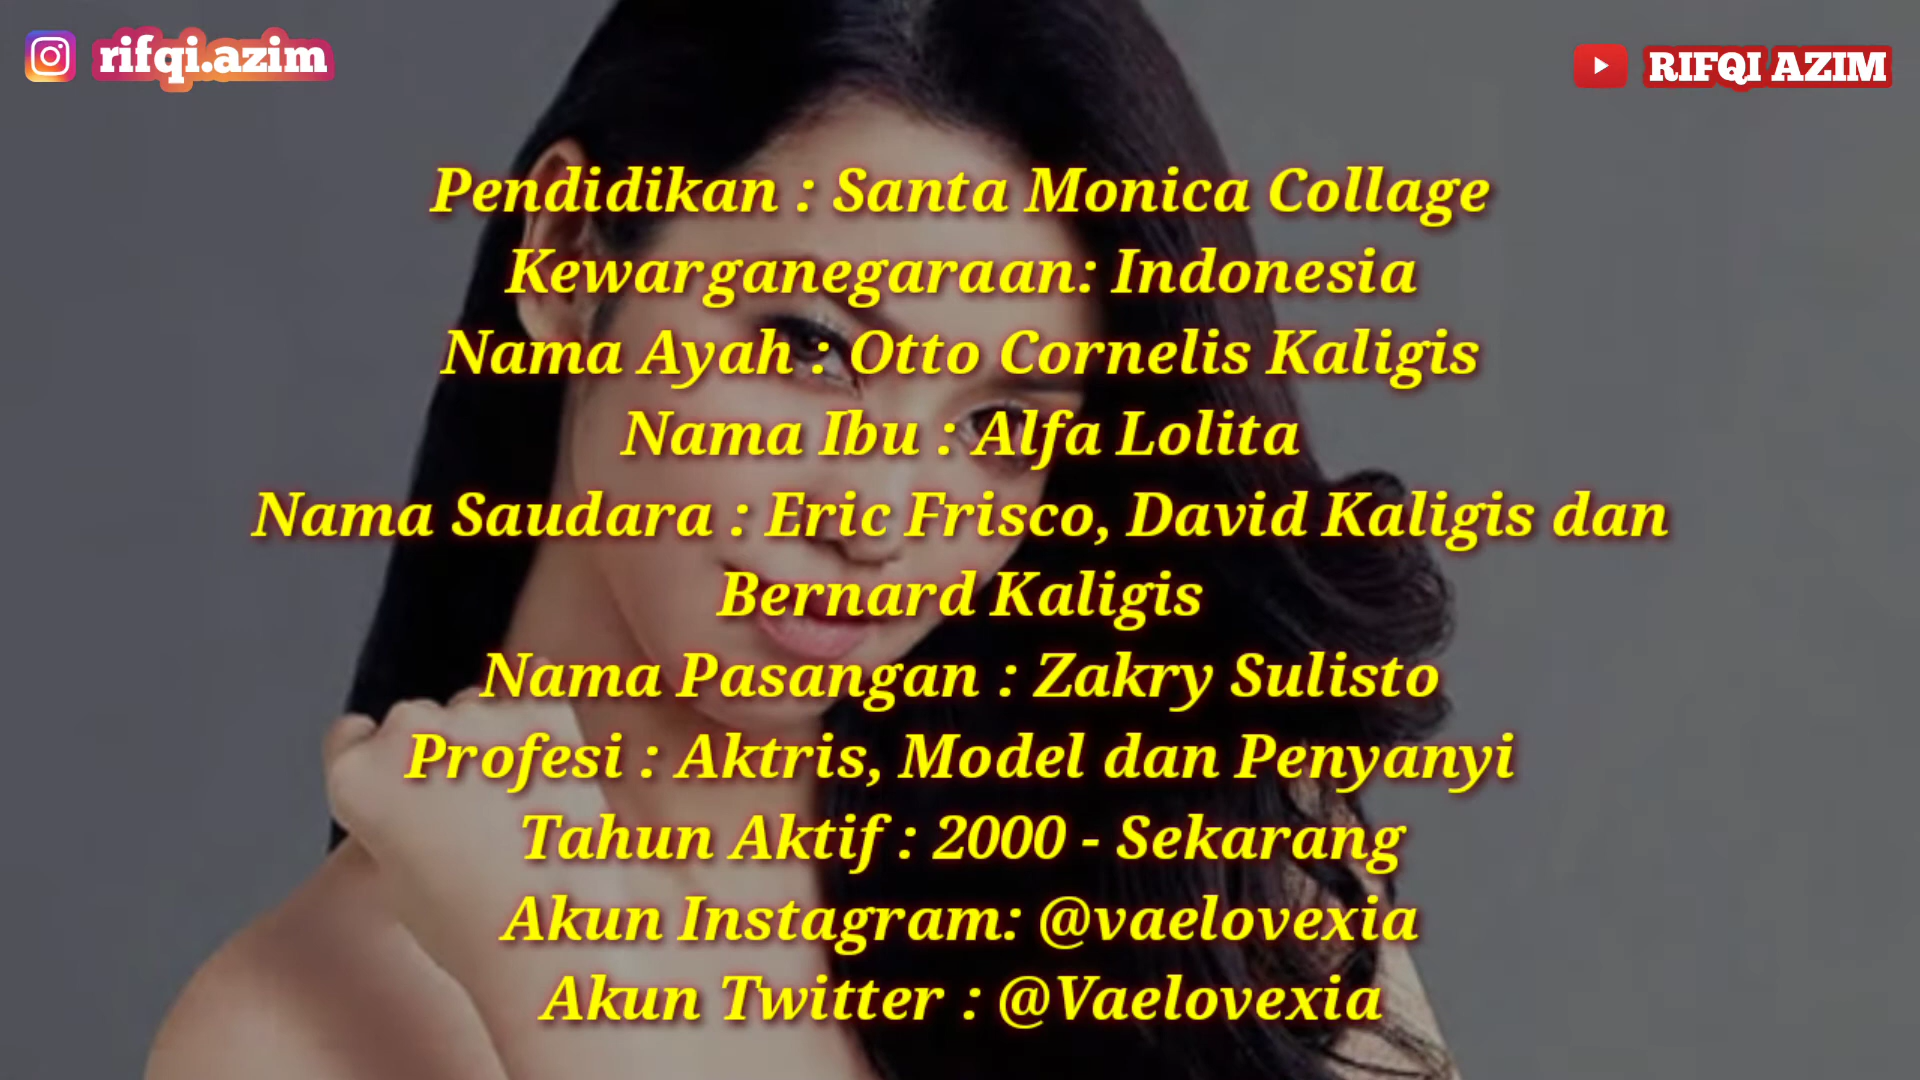 rifqi.azim
RIFQI AZIM
Pendidikan : Santa Monica Collage
Kewarganegaraan: Indonesia
Nama Ayah : Otto Cornelis Kaligis
Nama Ibu : Alfa Lolita
Nama Saudara : Eric Frisco, David Kaligis dan
Bernard Kaligis
Nama Pasangan : Zakry Sulisto
Profesi : Aktris, Model dan Penyanyi
Tahun Aktif : 2000 - Sekarang
Akun Instagram: @vaelovexia
Akun Twitter : @Vaelovexia